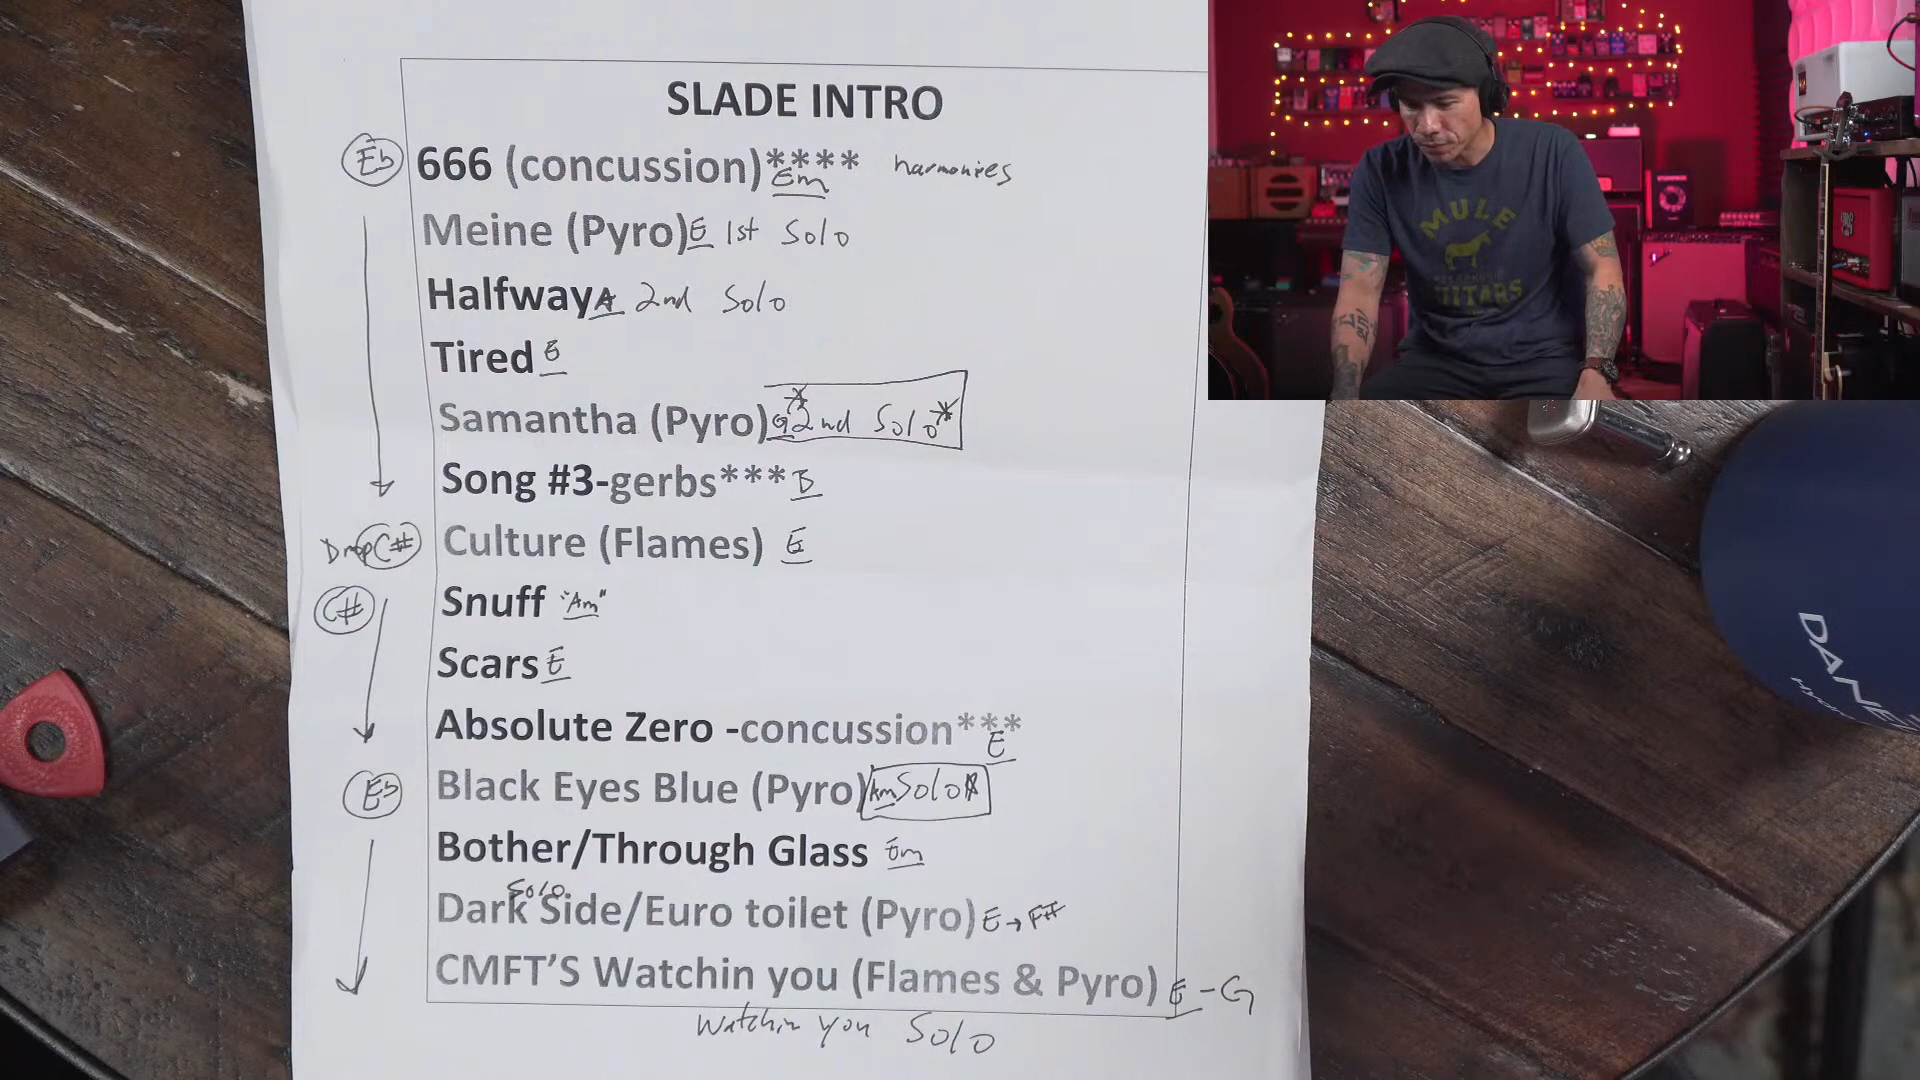 SLADE INTRO
Eb 666 (concussion)**** Em harmonies
Meine (Pyro) E 1st Solo
Halfway A 2nd Solo
Tired E
Samantha (Pyro) G *2nd Solo*
Song #3-gerbs*** B
Drop C# Culture (Flames) E
C# Snuff "Am"
Scars E
Absolute Zero -concussion*** E
Eb Black Eyes Blue (Pyro) Am Solo*
Bother/Through Glass Em
Solo
Dark Side/Euro toilet (Pyro) E→F#
CMFT'S Watchin you (Flames & Pyro) E-G
Watchin you Solo
MULE
GUITARS